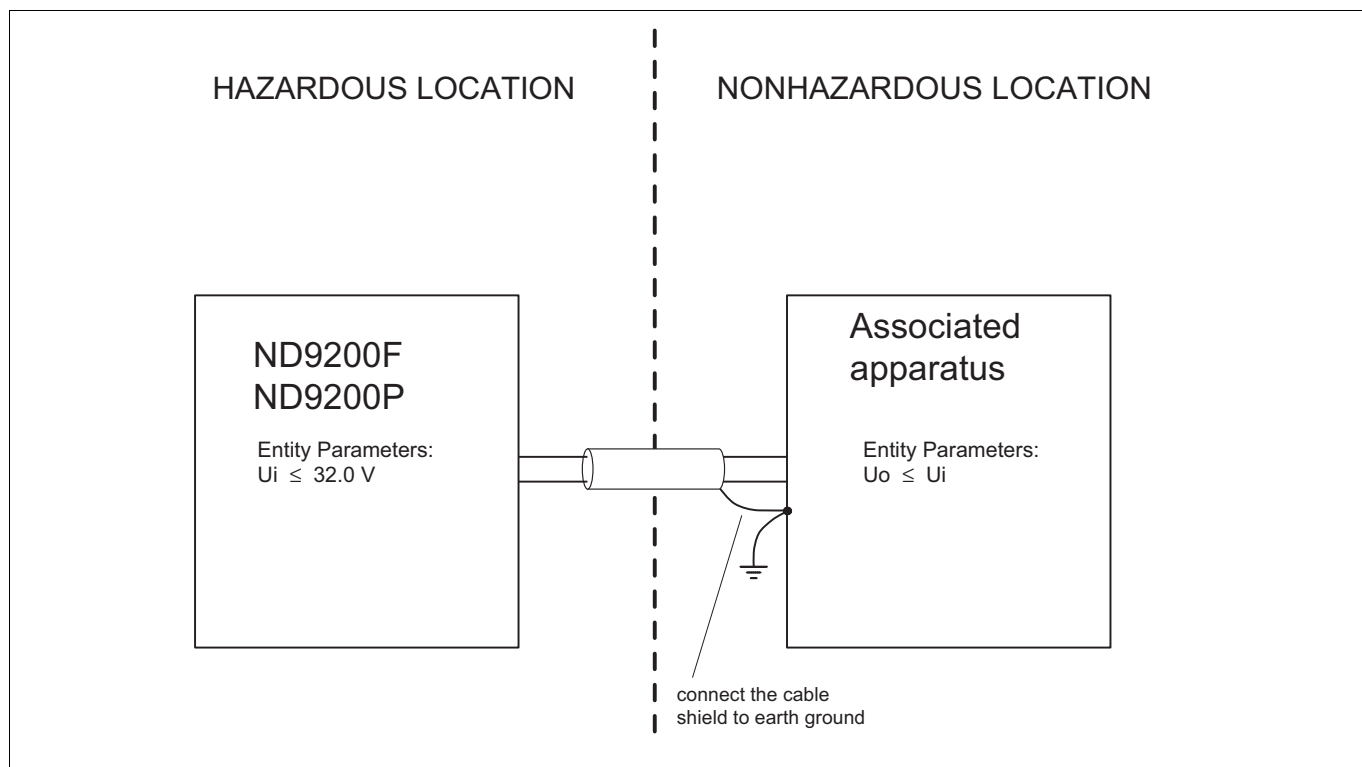 HAZARDOUS LOCATION
NONHAZARDOUS LOCATION
ND9200F
ND9200P
Entity Parameters:
Ui ≤ 32.0 V
Associated
apparatus
Entity Parameters:
Uo ≤ Ui
connect the cable
shield to earth ground